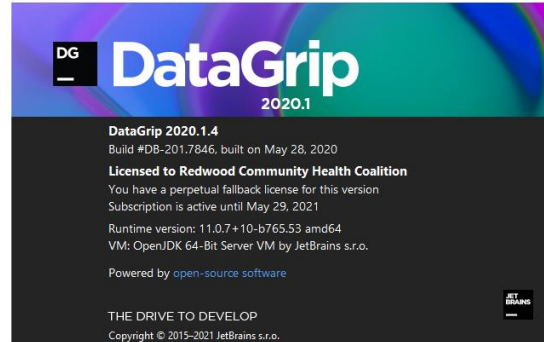 DG
DataGrip
2020.1
DataGrip 2020.1.4
Build #DB-201.7846, built on May 28, 2020
Licensed to Redwood Community Health Coalition
You have a perpetual fallback license for this version
Subscription is active until May 29, 2021
Runtime version: 11.0.7+10-b765.53 amd64
VM: OpenJDK 64-Bit Server VM by JetBrains s.r.o.
Powered by open-source software
JET
BRAINS
THE DRIVE TO DEVELOP
Copyright © 2015–2021 JetBrains s.r.o.